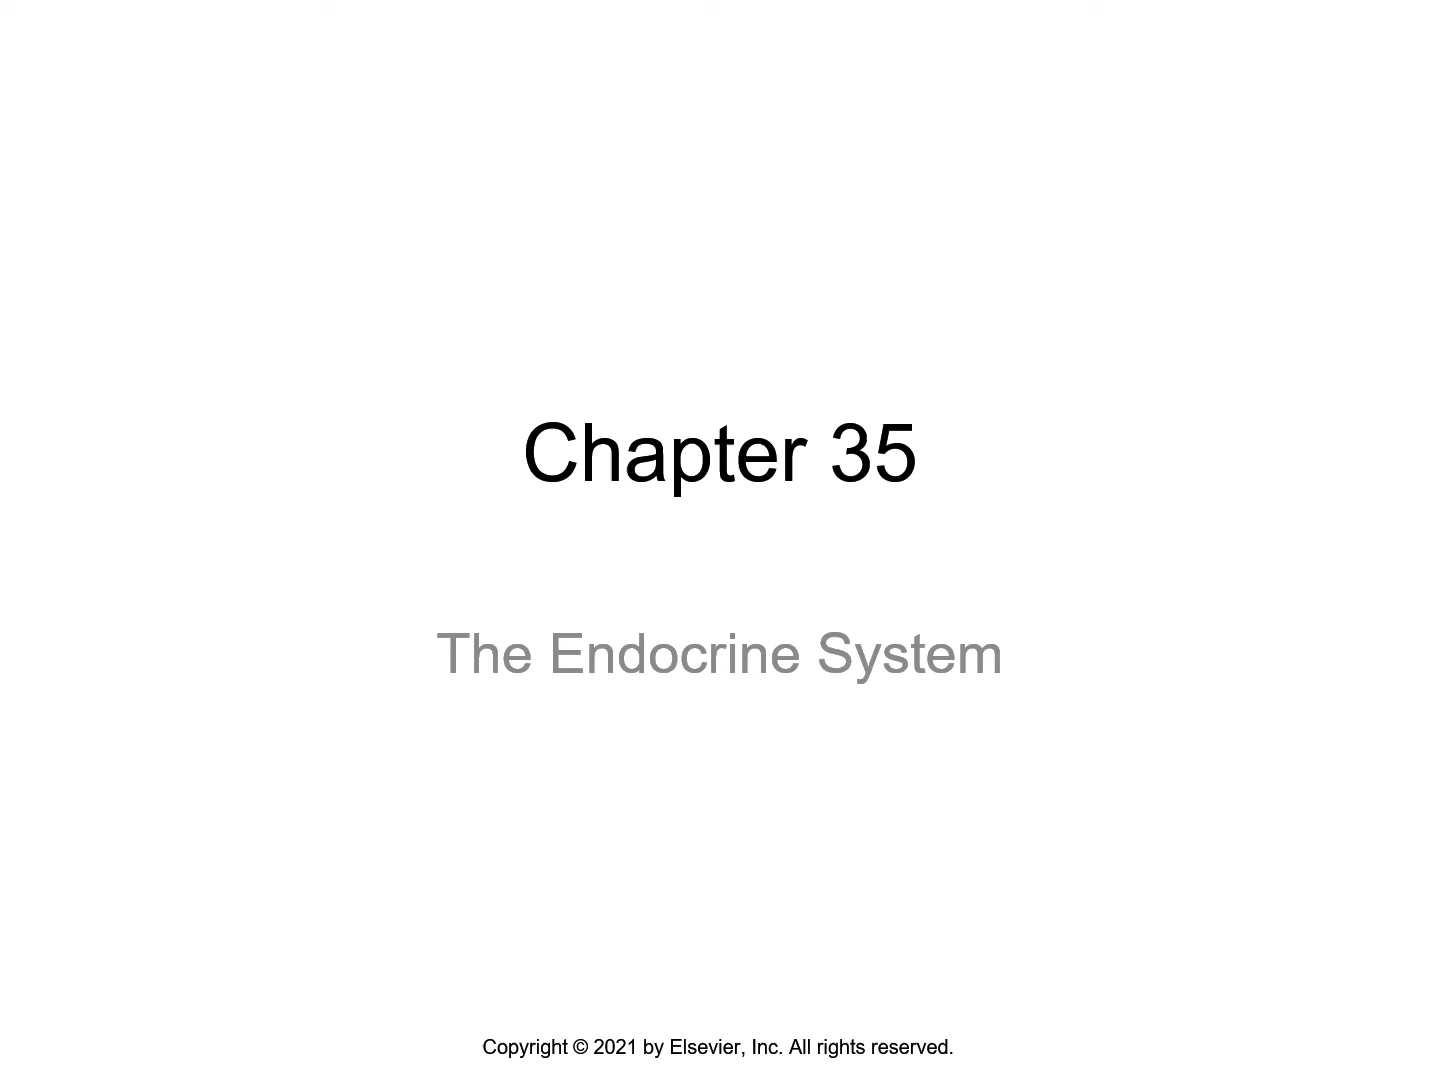 Chapter 35
The Endocrine System
Copyright © 2021 by Elsevier, Inc. All rights reserved.